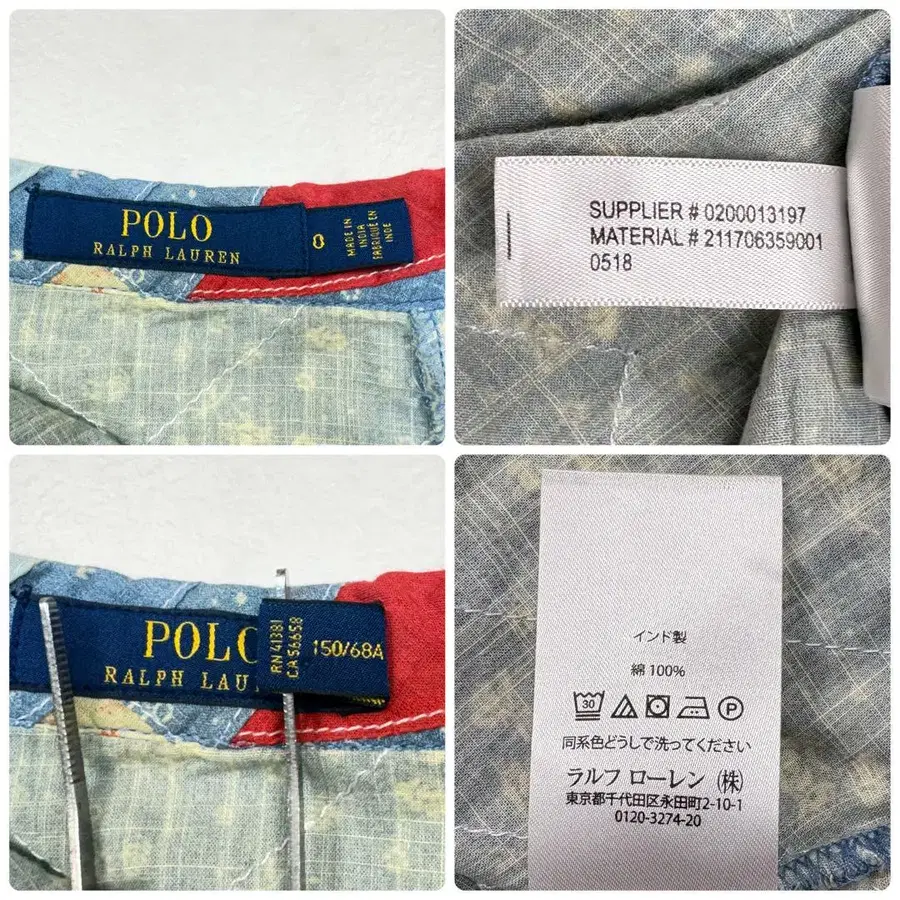 POLO
RALPH LAUREN
0
MADE IN
INDIA
FABRIQUE EN
INDE
SUPPLIER # 0200013197
MATERIAL # 211706359001
0518
POLO
RALPH LAU
RN 41381
CA 56658
150/68A
インド製
綿 100%
30
P
同系色どうしで洗ってください
ラルフ ローレン (株)
東京都千代田区永田町2-10-1
0120-3274-20